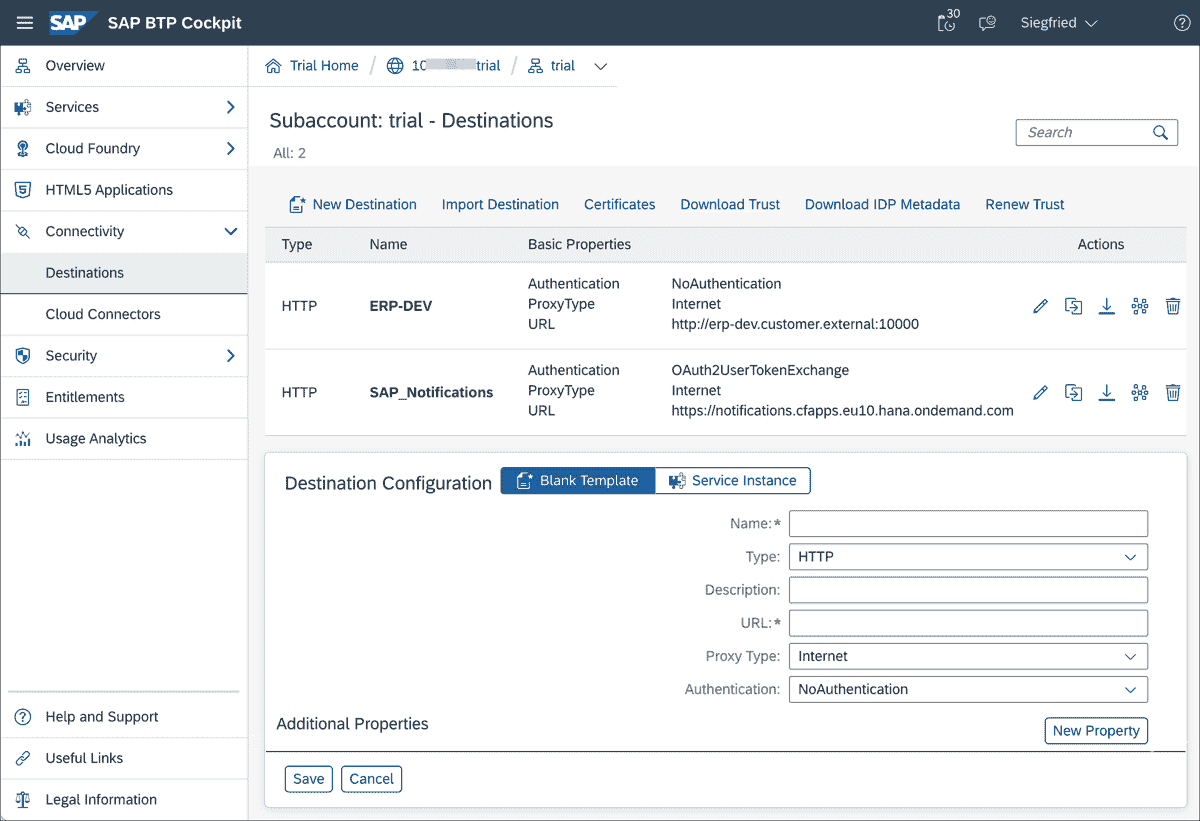 SAP SAP BTP Cockpit
30
Siegfried
Overview
Services
Cloud Foundry
HTML5 Applications
Connectivity
Destinations
Cloud Connectors
Security
Entitlements
Usage Analytics
Help and Support
Useful Links
Legal Information
Trial Home / 10 trial / trial
Subaccount: trial - Destinations
All: 2
Search
New Destination Import Destination Certificates Download Trust Download IDP Metadata Renew Trust
Type Name Basic Properties Actions
HTTP ERP-DEV
Authentication NoAuthentication
ProxyType Internet
URL http://erp-dev.customer.external:10000
HTTP SAP_Notifications
Authentication OAuth2UserTokenExchange
ProxyType Internet
URL https://notifications.cfapps.eu10.hana.ondemand.com
Destination Configuration Blank Template Service Instance
Name:*
Type: HTTP
Description:
URL:*
Proxy Type: Internet
Authentication: NoAuthentication
Additional Properties
New Property
Save Cancel